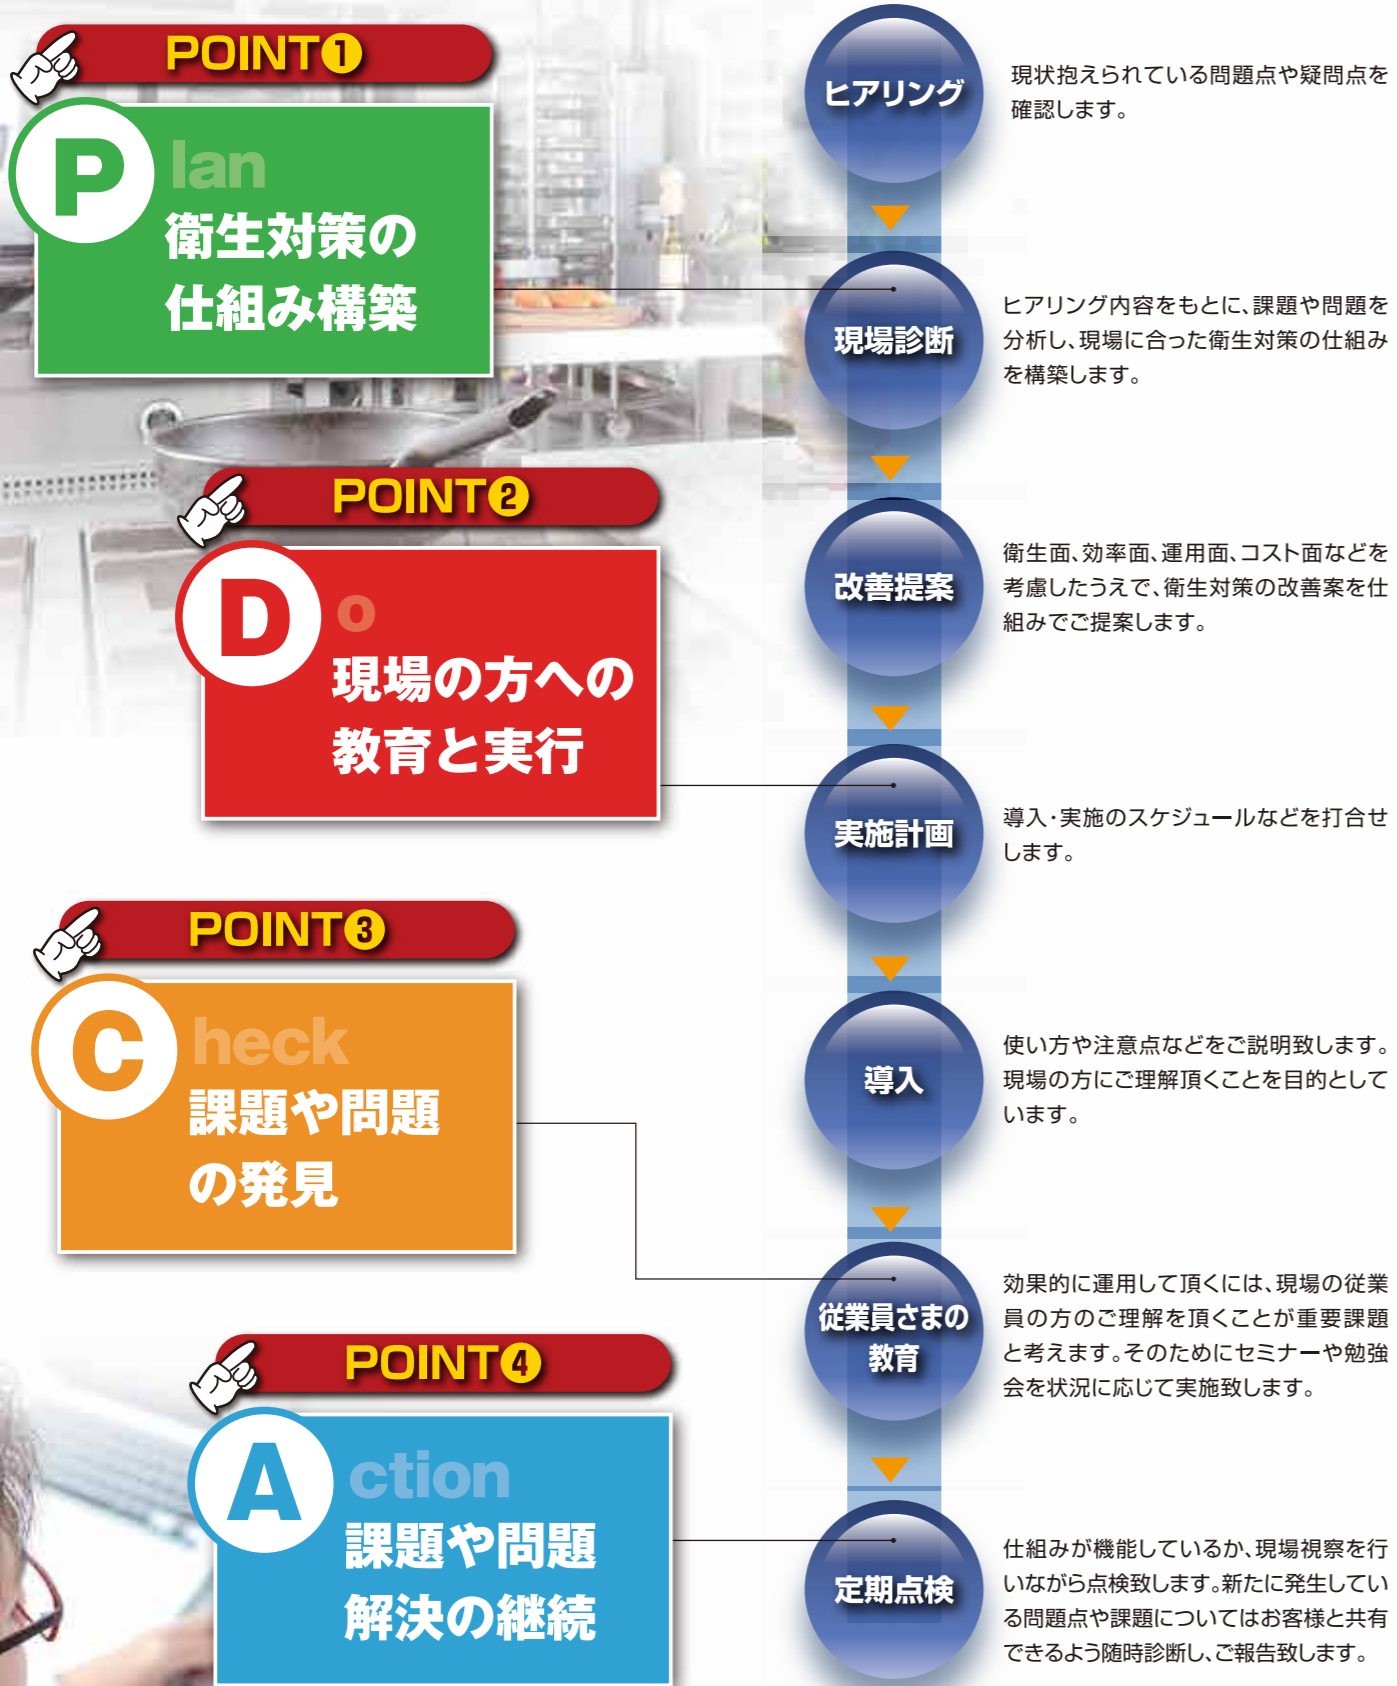 POINT❶
Plan
衛生対策の
仕組み構築
POINT❷
Do
現場の方への
教育と実行
POINT❸
Check
課題や問題
の発見
POINT❹
Action
課題や問題
解決の継続
ヒアリング
現状抱えられている問題点や疑問点を
確認します。
現場診断
ヒアリング内容をもとに、課題や問題を
分析し、現場に合った衛生対策の仕組み
を構築します。
改善提案
衛生面、効率面、運用面、コスト面などを
考慮したうえで、衛生対策の改善案を仕
組みでご提案します。
実施計画
導入・実施のスケジュールなどを打合せ
します。
導入
使い方や注意点などをご説明致します。
現場の方にご理解頂くことを目的として
います。
従業員さまの
教育
効果的に運用して頂くには、現場の従業
員の方のご理解を頂くことが重要課題
と考えます。そのためにセミナーや勉強
会を状況に応じて実施致します。
定期点検
仕組みが機能しているか、現場視察を行
いながら点検致します。新たに発生してい
る問題点や課題についてはお客様と共有
できるよう随時診断し、ご報告致します。